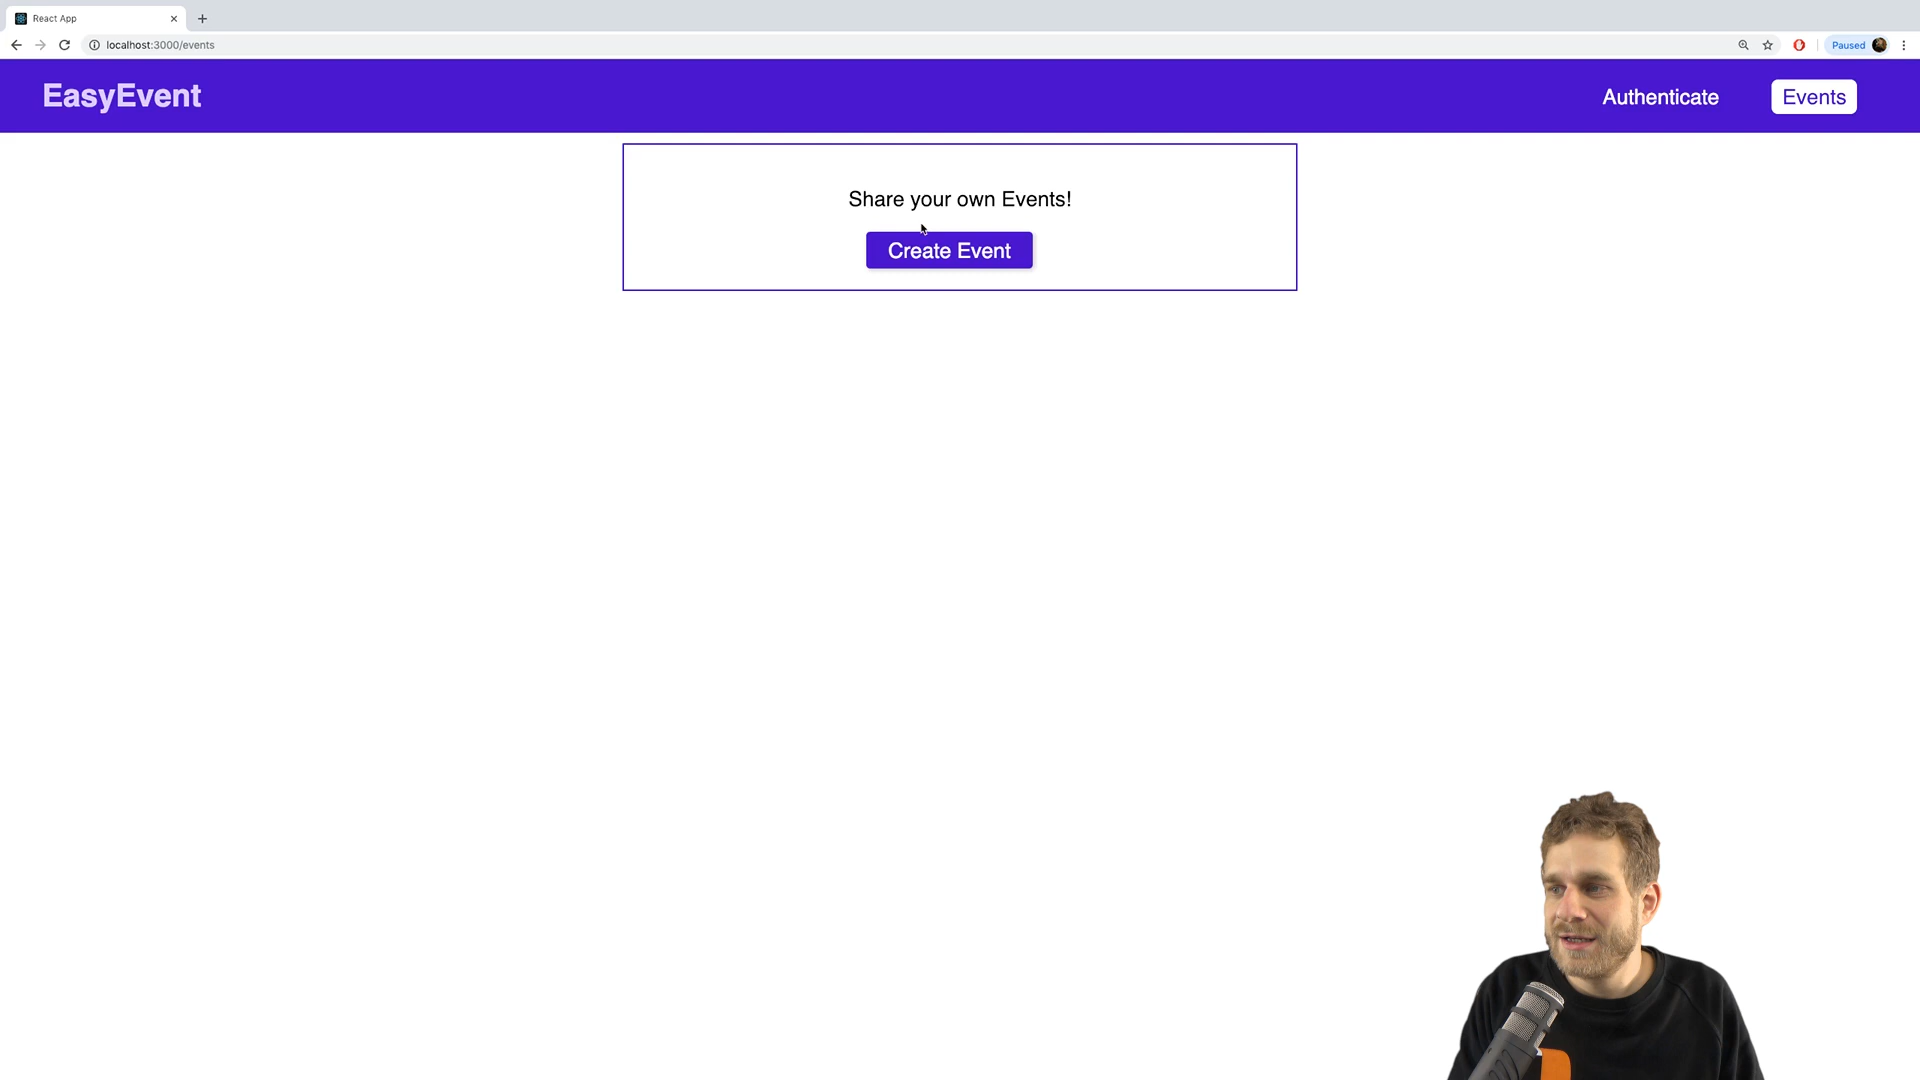 React App
localhost:3000/events
Paused
EasyEvent
Authenticate
Events
Share your own Events!
Create Event